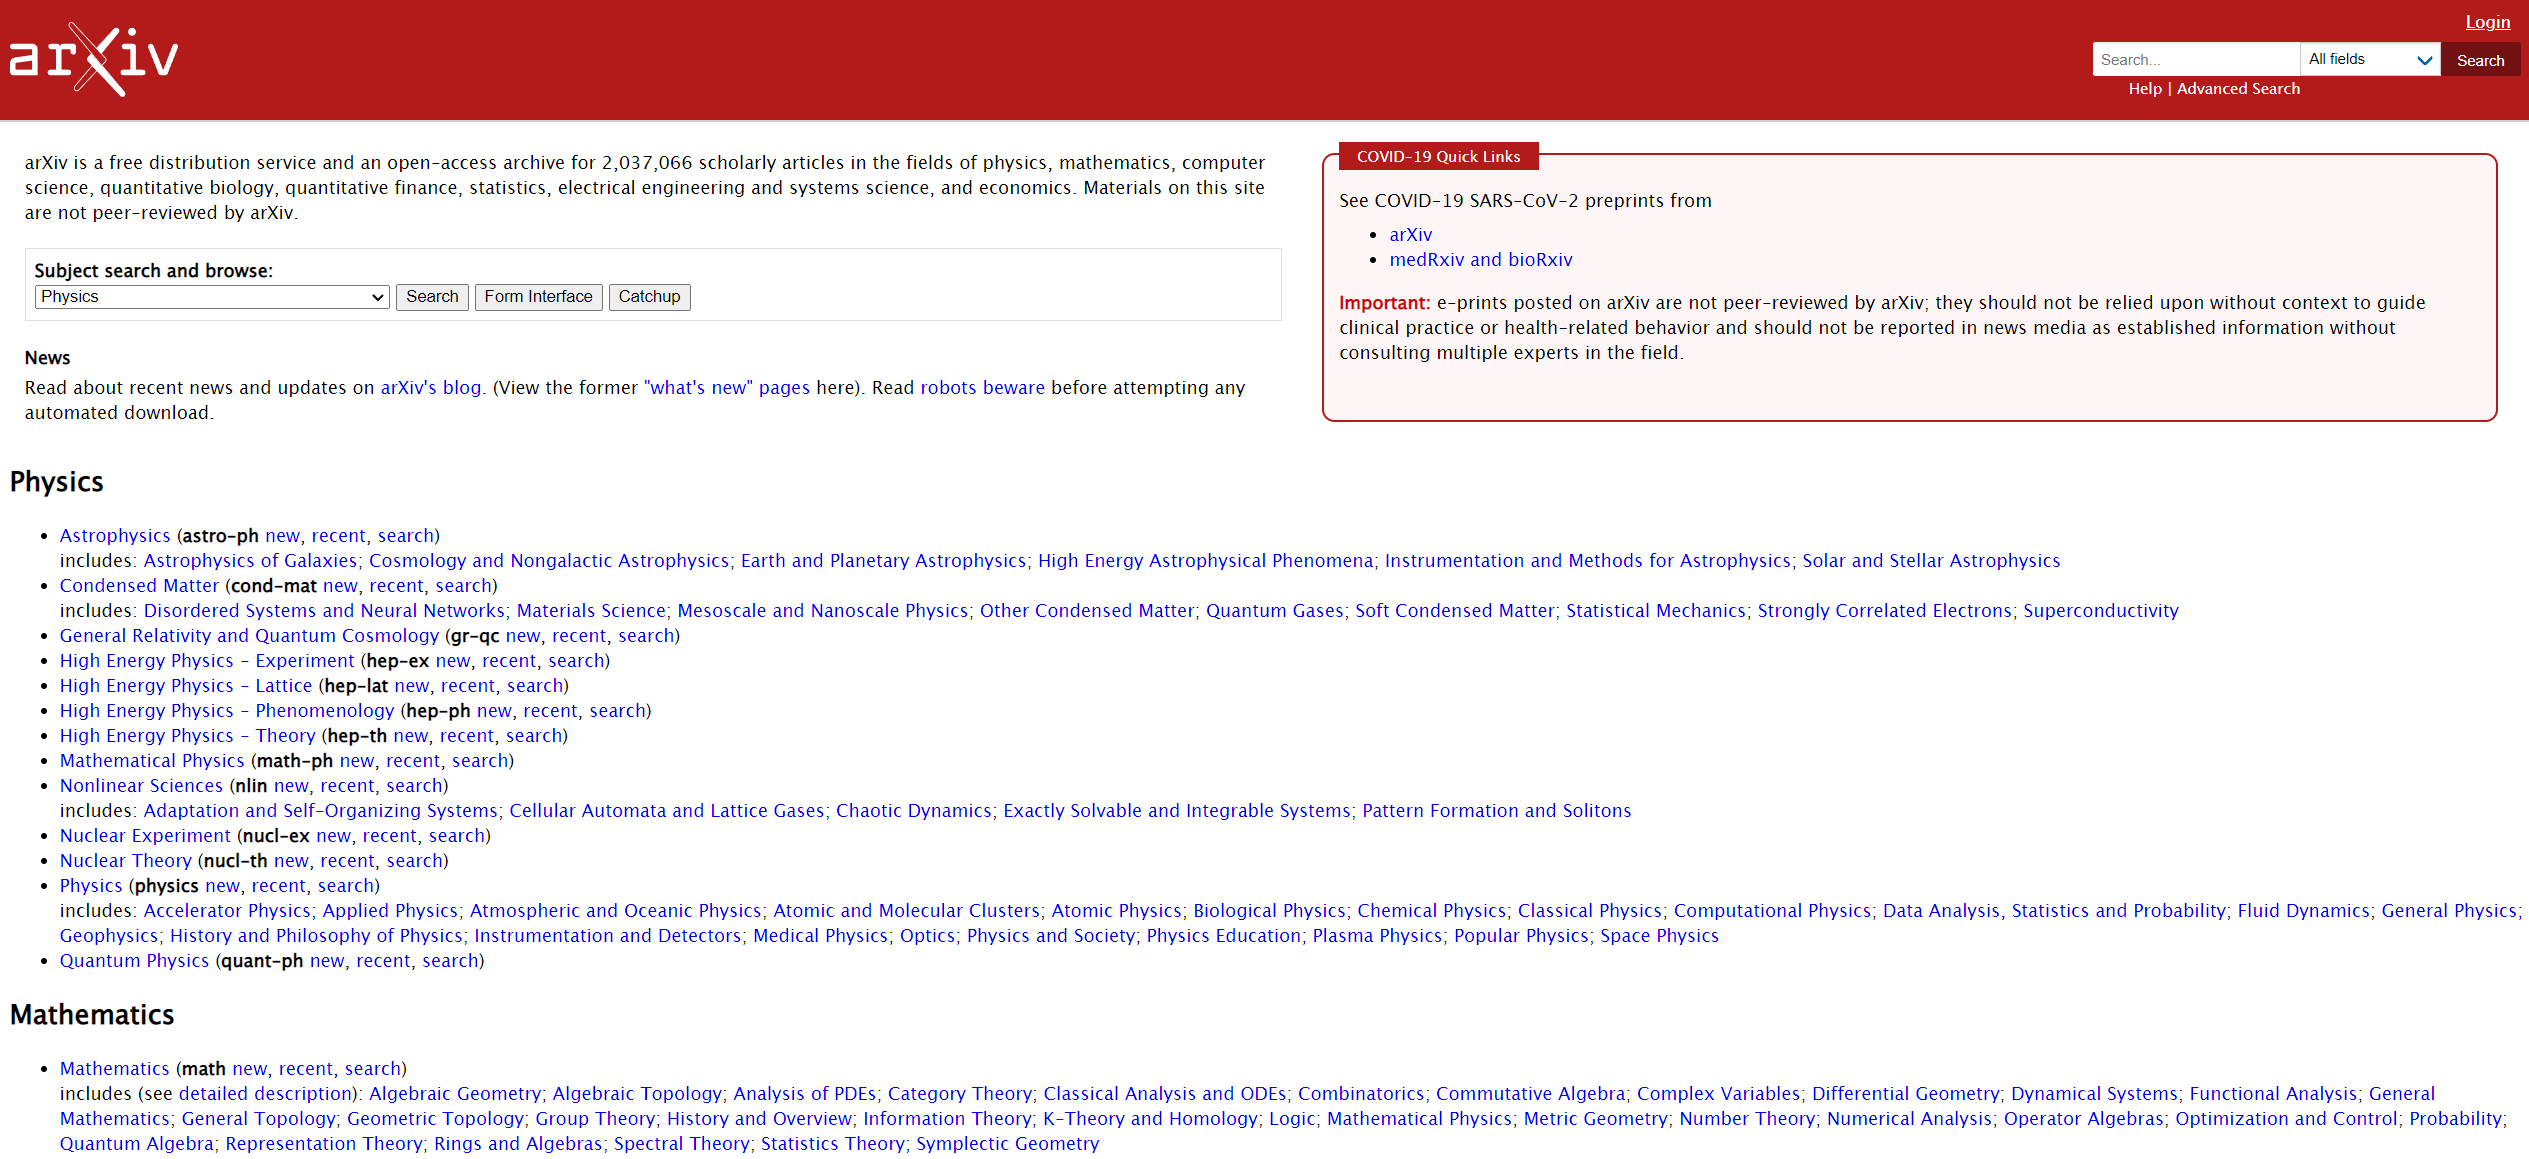 arXiv
Login
Search...
All fields
Search
Help | Advanced Search
arXiv is a free distribution service and an open-access archive for 2,037,066 scholarly articles in the fields of physics, mathematics, computer
science, quantitative biology, quantitative finance, statistics, electrical engineering and systems science, and economics. Materials on this site
are not peer-reviewed by arXiv.
Subject search and browse:
Physics Search Form Interface Catchup
News
Read about recent news and updates on arXiv's blog. (View the former "what's new" pages here). Read robots beware before attempting any
automated download.
COVID-19 Quick Links
See COVID-19 SARS-CoV-2 preprints from
• arXiv
• medRxiv and bioRxiv
Important: e-prints posted on arXiv are not peer-reviewed by arXiv; they should not be relied upon without context to guide
clinical practice or health-related behavior and should not be reported in news media as established information without
consulting multiple experts in the field.
Physics
• Astrophysics (astro-ph new, recent, search)
includes: Astrophysics of Galaxies; Cosmology and Nongalactic Astrophysics; Earth and Planetary Astrophysics; High Energy Astrophysical Phenomena; Instrumentation and Methods for Astrophysics; Solar and Stellar Astrophysics
• Condensed Matter (cond-mat new, recent, search)
includes: Disordered Systems and Neural Networks; Materials Science; Mesoscale and Nanoscale Physics; Other Condensed Matter; Quantum Gases; Soft Condensed Matter; Statistical Mechanics; Strongly Correlated Electrons; Superconductivity
• General Relativity and Quantum Cosmology (gr-qc new, recent, search)
• High Energy Physics - Experiment (hep-ex new, recent, search)
• High Energy Physics - Lattice (hep-lat new, recent, search)
• High Energy Physics - Phenomenology (hep-ph new, recent, search)
• High Energy Physics - Theory (hep-th new, recent, search)
• Mathematical Physics (math-ph new, recent, search)
• Nonlinear Sciences (nlin new, recent, search)
includes: Adaptation and Self-Organizing Systems; Cellular Automata and Lattice Gases; Chaotic Dynamics; Exactly Solvable and Integrable Systems; Pattern Formation and Solitons
• Nuclear Experiment (nucl-ex new, recent, search)
• Nuclear Theory (nucl-th new, recent, search)
• Physics (physics new, recent, search)
includes: Accelerator Physics; Applied Physics; Atmospheric and Oceanic Physics; Atomic and Molecular Clusters; Atomic Physics; Biological Physics; Chemical Physics; Classical Physics; Computational Physics; Data Analysis, Statistics and Probability; Fluid Dynamics; General Physics;
Geophysics; History and Philosophy of Physics; Instrumentation and Detectors; Medical Physics; Optics; Physics and Society; Physics Education; Plasma Physics; Popular Physics; Space Physics
• Quantum Physics (quant-ph new, recent, search)
Mathematics
• Mathematics (math new, recent, search)
includes (see detailed description): Algebraic Geometry; Algebraic Topology; Analysis of PDEs; Category Theory; Classical Analysis and ODEs; Combinatorics; Commutative Algebra; Complex Variables; Differential Geometry; Dynamical Systems; Functional Analysis; General
Mathematics; General Topology; Geometric Topology; Group Theory; History and Overview; Information Theory; K-Theory and Homology; Logic; Mathematical Physics; Metric Geometry; Number Theory; Numerical Analysis; Operator Algebras; Optimization and Control; Probability;
Quantum Algebra; Representation Theory; Rings and Algebras; Spectral Theory; Statistics Theory; Symplectic Geometry